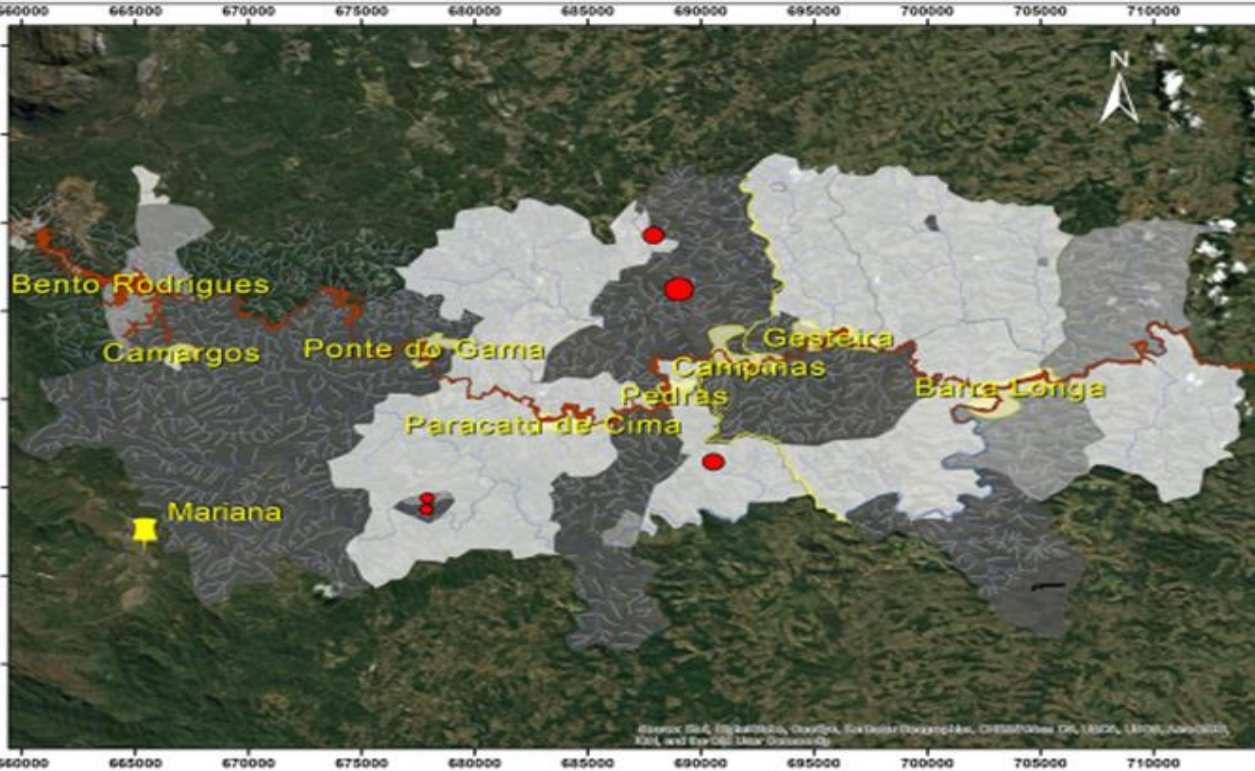 660000 665000 670000 675000 680000 685000 690000 695000 700000 705000 710000
N
Bento Rodrigues
Gesteira
Camargos
Ponte do Gama
Campinas
Barra Longa
Pedras
Paracatu de Cima
Mariana
660000 665000 670000 675000 680000 685000 690000 695000 700000 705000 710000